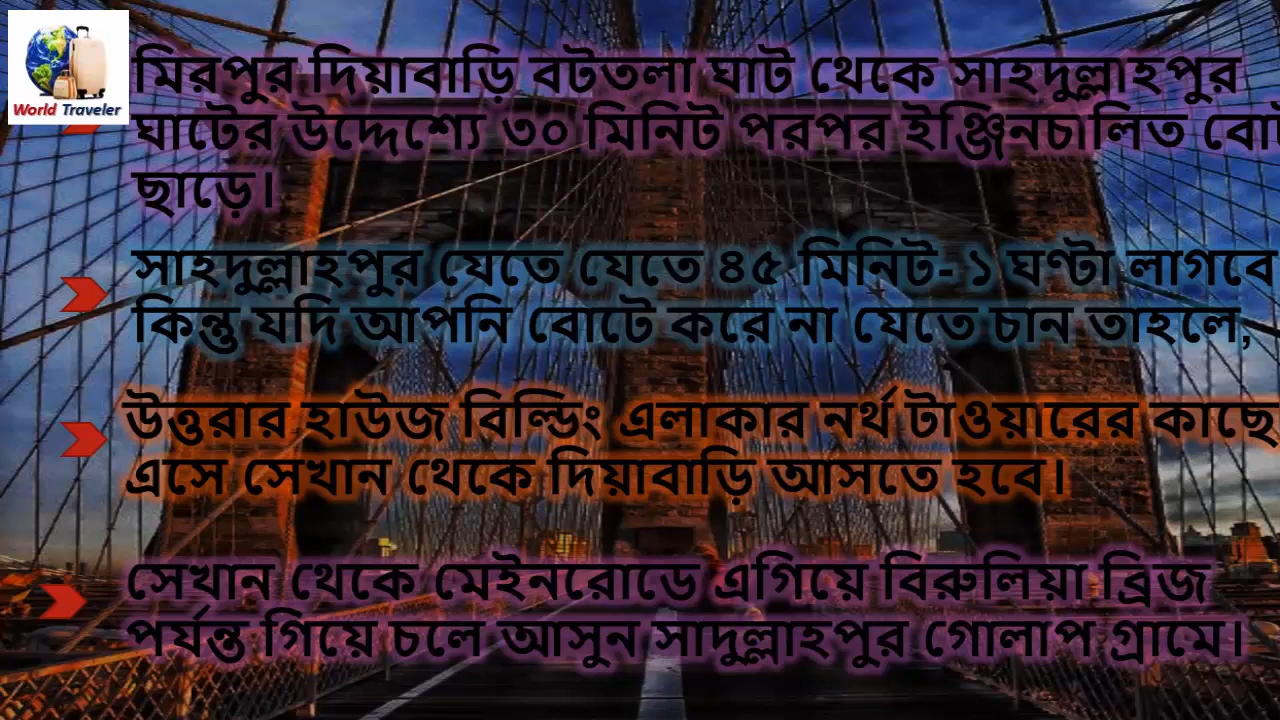 World Traveler
মিরপুর দিয়াবাড়ি বটতলা ঘাট থেকে সাহদুল্লাহপুর
ঘাটের উদ্দেশ্যে ৩০ মিনিট পরপর ইঞ্জিনচালিত
ছাড়ে।
সাহদুল্লাহপুর যেতে যেতে ৪৫ মিনিট- ১ ঘণ্টা লাগবে
কিন্তু যদি আপনি বোটে করে না যেতে চান তাহলে,
উত্তরার হাউজ বিল্ডিং এলাকার নর্থ টাওয়ারের কাছে
এসে সেখান থেকে দিয়াবাড়ি আসতে হবে।
সেখান থেকে মেইনরোডে এগিয়ে বিরুলিয়া ব্রিজ
পর্যন্ত গিয়ে চলে আসুন সাদুল্লাহপুর গোলাপ গ্রামে।